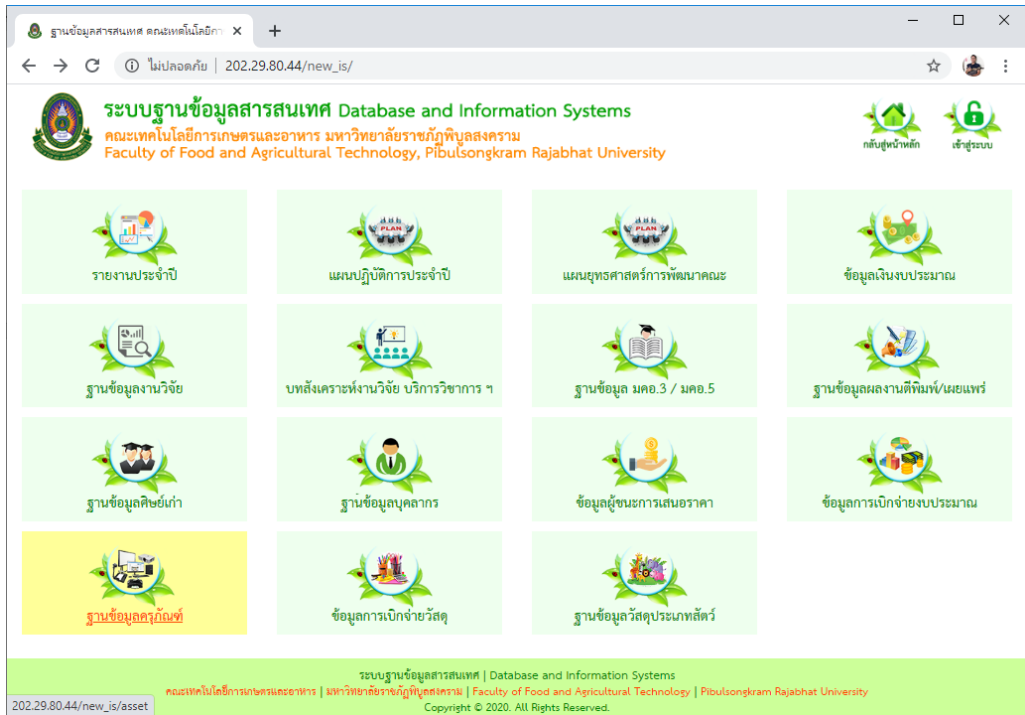 ฐานข้อมูลสารสนเทศ คณะเทคโนโลยีกา
ไม่ปลอดภัย | 202.29.80.44/new_is/
ระบบฐานข้อมูลสารสนเทศ Database and Information Systems
คณะเทคโนโลยีการเกษตรและอาหาร มหาวิทยาลัยราชภัฏพิบูลสงคราม
Faculty of Food and Agricultural Technology, Pibulsongkram Rajabhat University
กลับสู่หน้าหลัก เข้าสู่ระบบ
PLAN PLAN
รายงานประจำปี แผนปฏิบัติการประจำปี แผนยุทธศาสตร์การพัฒนาคณะ ข้อมูลเงินงบประมาณ
ฐานข้อมูลงานวิจัย บทสังเคราะห์งานวิจัย บริการวิชาการ ฯ ฐานข้อมูล มคอ.3 / มคอ.5 ฐานข้อมูลผลงานตีพิมพ์/เผยแพร่
ฐานข้อมูลศิษย์เก่า ฐานข้อมูลบุคลากร ข้อมูลผู้ชนะการเสนอราคา ข้อมูลการเบิกจ่ายงบประมาณ
ฐานข้อมูลครุภัณฑ์ ข้อมูลการเบิกจ่ายวัสดุ ฐานข้อมูลวัสดุประเภทสัตว์
ระบบฐานข้อมูลสารสนเทศ | Database and Information Systems
คณะเทคโนโลยีการเกษตรและอาหาร | มหาวิทยาลัยราชภัฏพิบูลสงคราม | Faculty of Food and Agricultural Technology | Pibulsongkram Rajabhat University
202.29.80.44/new_is/asset
Copyright © 2020. All Rights Reserved.